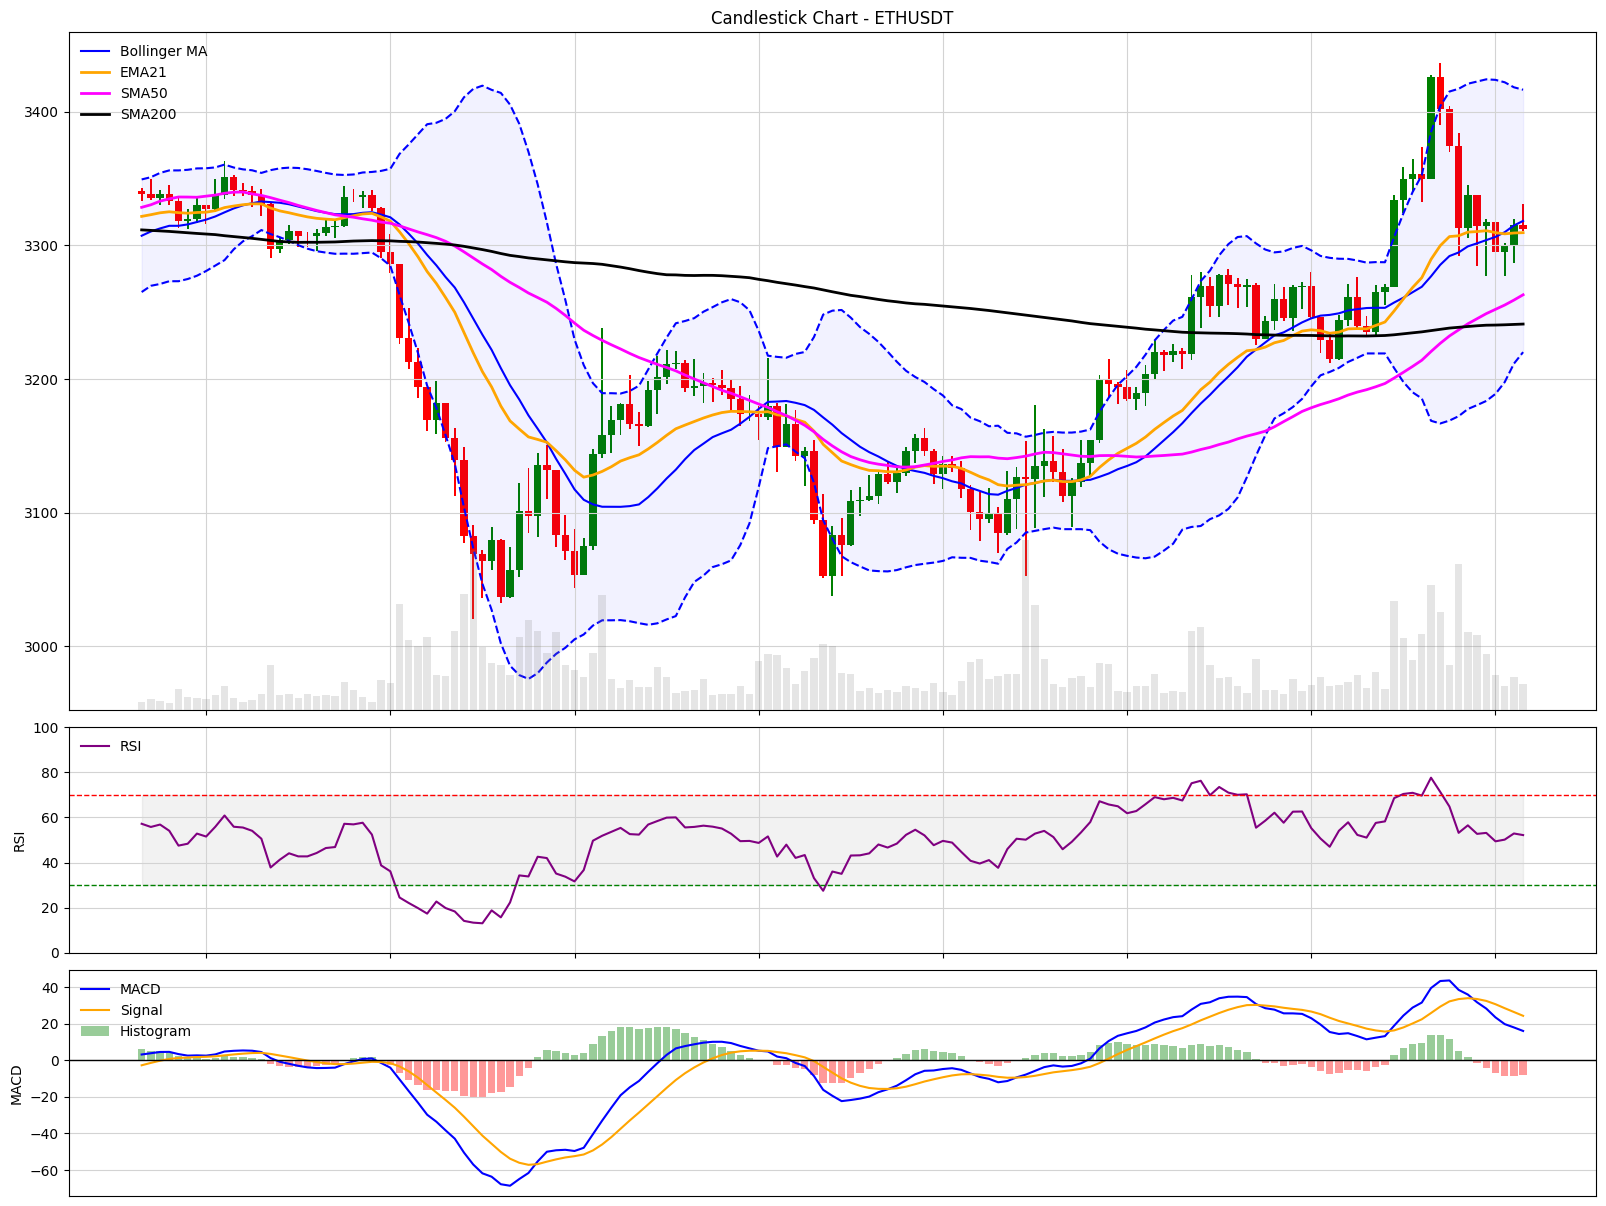 Candlestick Chart - ETHUSDT
Bollinger MA
EMA21
SMA50
SMA200
3400
3300
3200
3100
3000
RSI
100
80
60
40
20
0
RSI
MACD
Signal
Histogram
40
20
0
−20
−40
−60
MACD